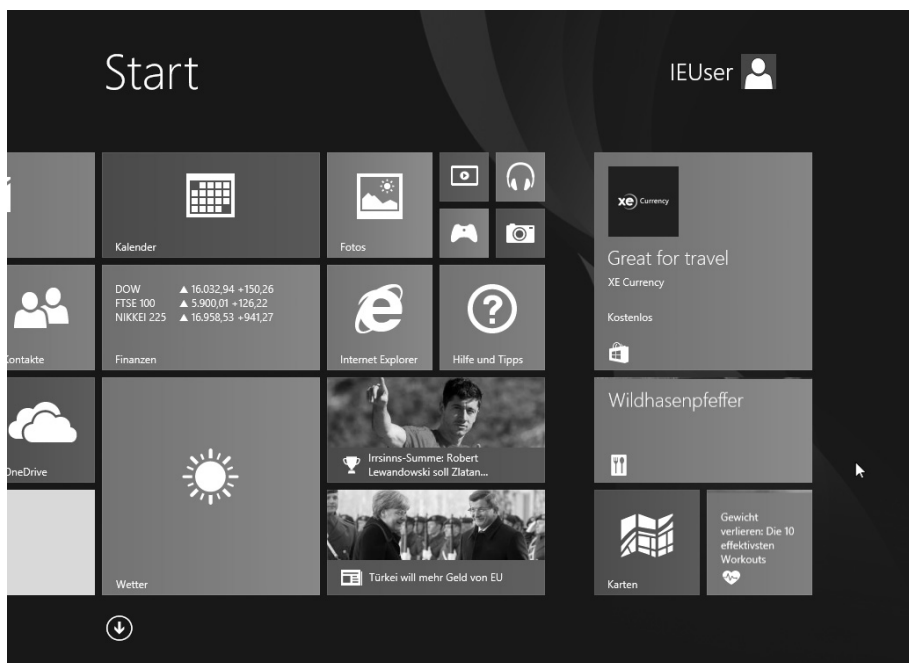 Start
IEUser
Kalender
Fotos
DOW ▲ 16.032,94 +150,26
FTSE 100 ▲ 5.900,01 +126,22
NIKKEI 225 ▲ 16.958,53 +941,27
Finanzen
Internet Explorer
Hilfe und Tipps
xe Currency
Great for travel
XE Currency
Kostenlos
Kontakte
OneDrive
Wetter
Irrsinns-Summe: Robert
Lewandowski soll Zlatan...
Türkei will mehr Geld von EU
Wildhasenpfeffer
Karten
Gewicht
verlieren: Die 10
effektivsten
Workouts